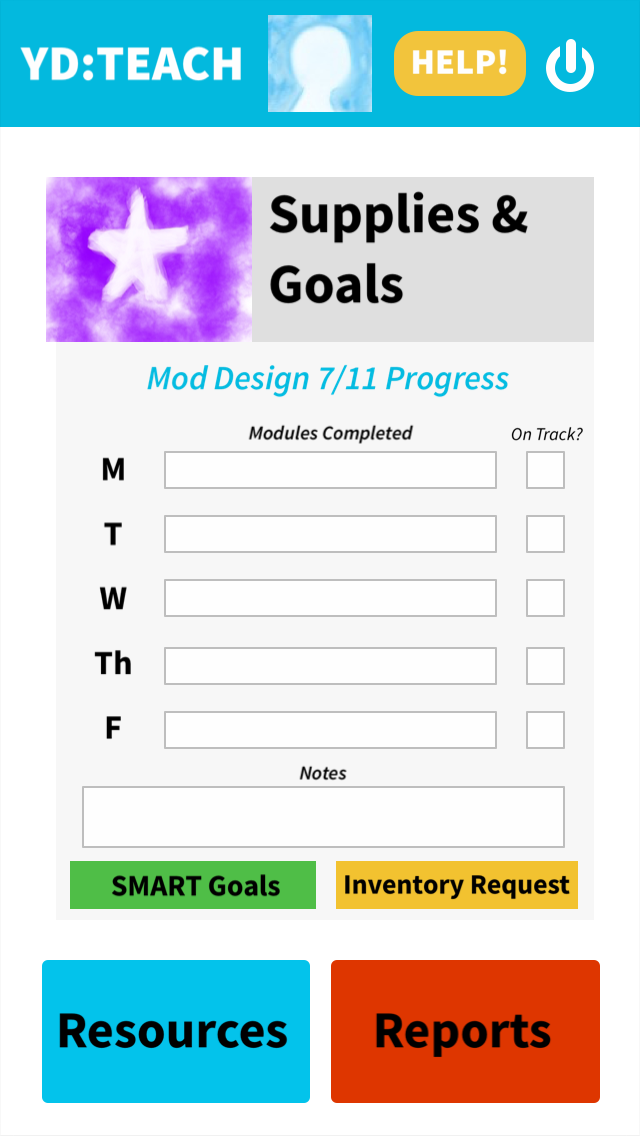 YD:TEACH HELP!
Supplies &
Goals
Mod Design 7/11 Progress
Modules Completed On Track?
M
T
W
Th
F
Notes
SMART Goals Inventory Request
Resources Reports